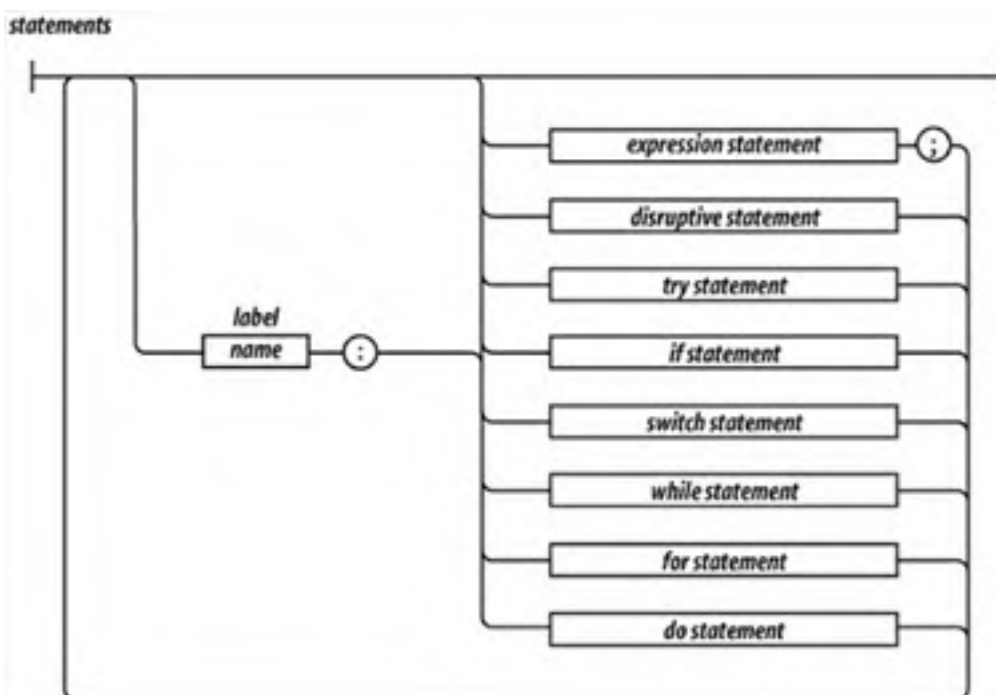 statements
expression statement ;
disruptive statement
try statement
label
name : if statement
switch statement
while statement
for statement
do statement